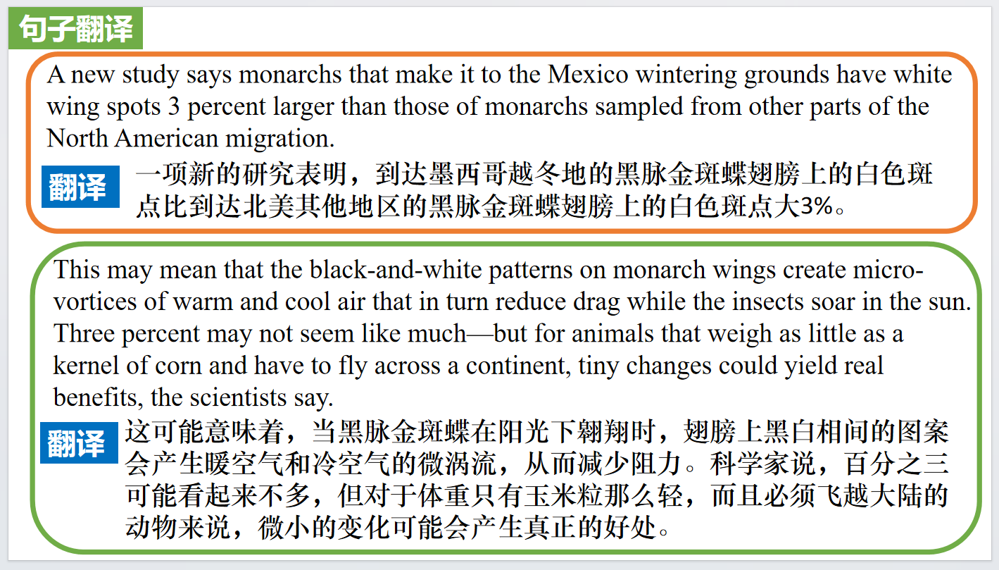 句子翻译
A new study says monarchs that make it to the Mexico wintering grounds have white
wing spots 3 percent larger than those of monarchs sampled from other parts of the
North American migration.
翻译
一项新的研究表明，到达墨西哥越冬地的黑脉金斑蝶翅膀上的白色斑
点比到达北美其他地区的黑脉金斑蝶翅膀上的白色斑点大3%。
This may mean that the black-and-white patterns on monarch wings create micro-
vortices of warm and cool air that in turn reduce drag while the insects soar in the sun.
Three percent may not seem like much—but for animals that weigh as little as a
kernel of corn and have to fly across a continent, tiny changes could yield real
benefits, the scientists say.
翻译
这可能意味着，当黑脉金斑蝶在阳光下翱翔时，翅膀上黑白相间的图案
会产生暖空气和冷空气的微涡流，从而减少阻力。科学家说，百分之三
可能看起来不多，但对于体重只有玉米粒那么轻，而且必须飞越大陆的
动物来说，微小的变化可能会产生真正的好处。